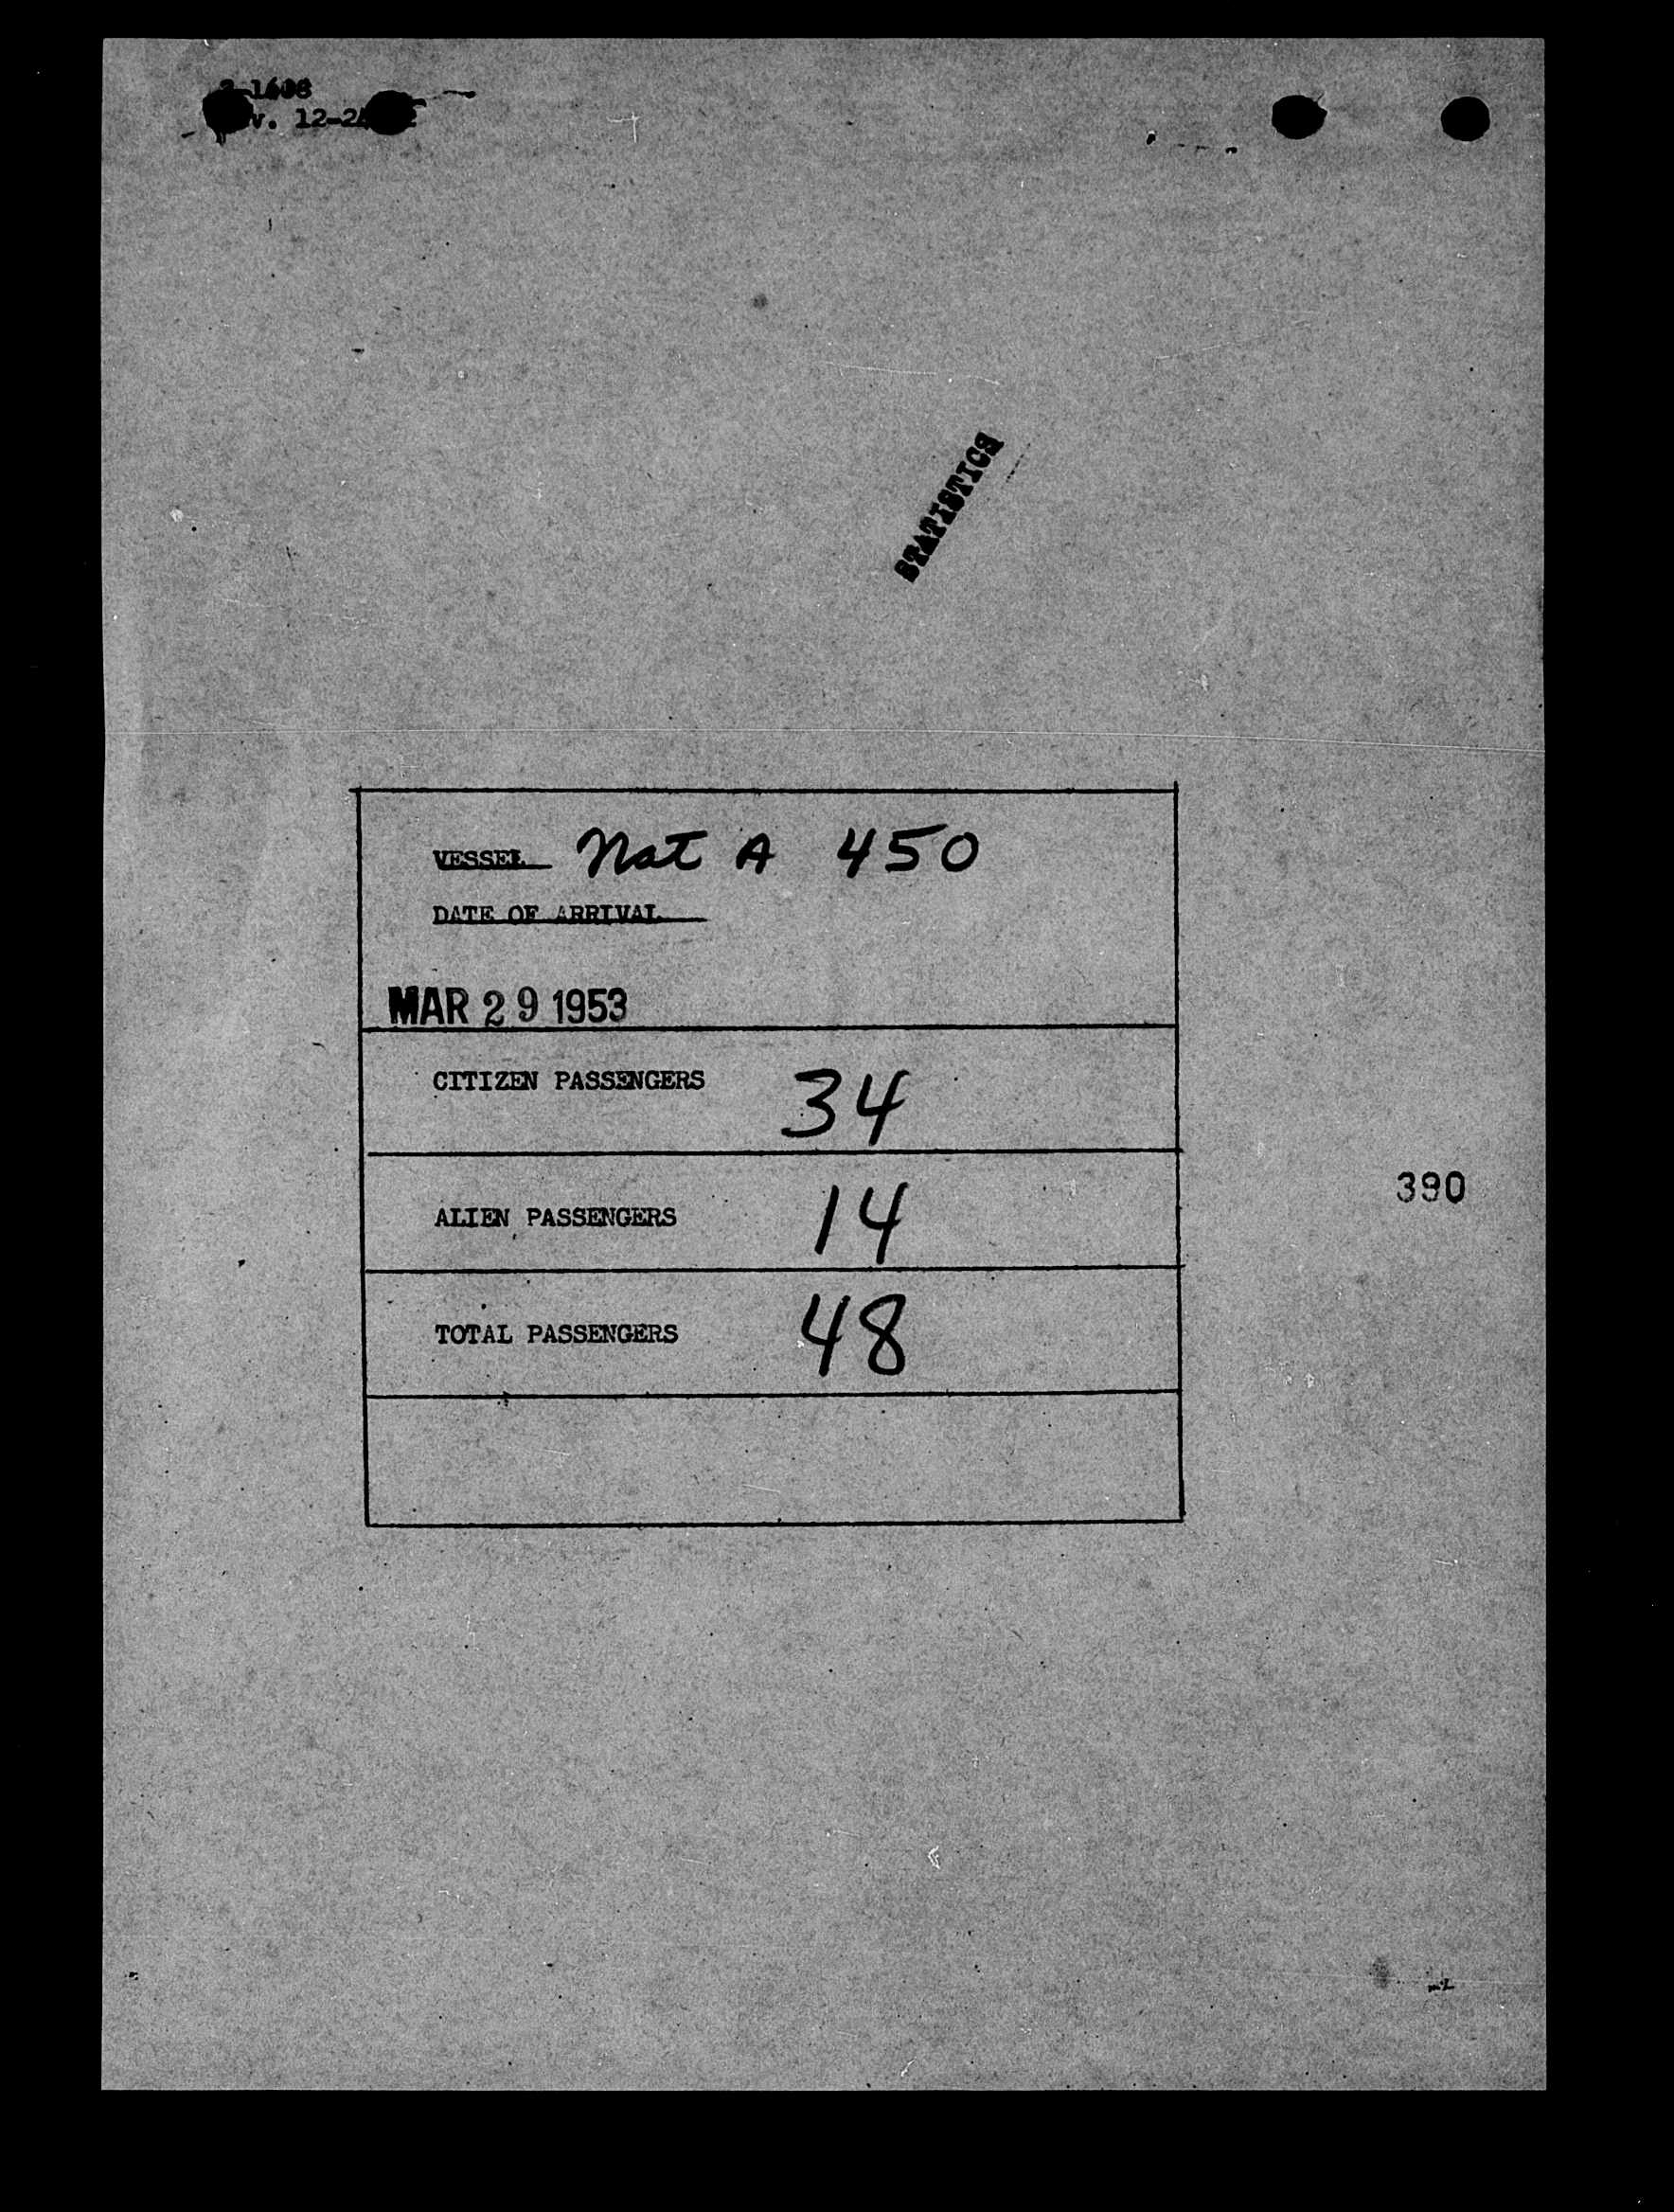 1608
v. 12-2
STATISTICS
VESSEL Nat A 450
DATE OF ARRIVAL
MAR 29 1953
CITIZEN PASSENGERS 34
ALIEN PASSENGERS 14
390
TOTAL PASSENGERS 48